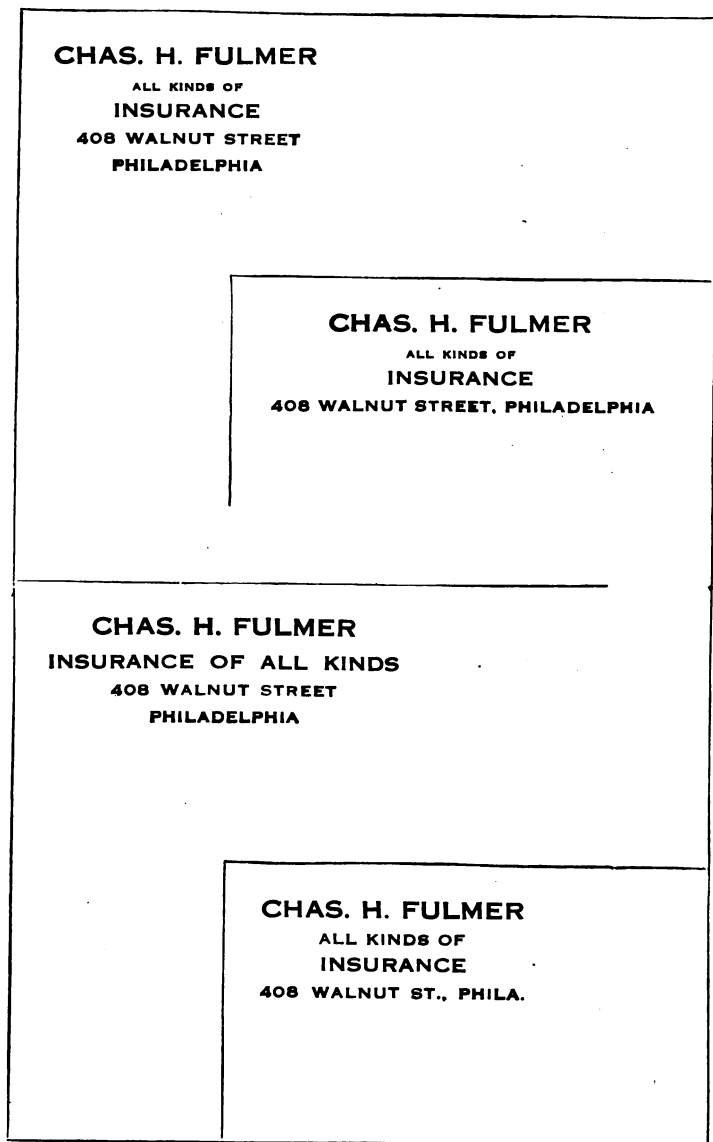 CHAS. H. FULMER
ALL KINDS OF
INSURANCE
408 WALNUT STREET
PHILADELPHIA
CHAS. H. FULMER
ALL KINDS OF
INSURANCE
408 WALNUT STREET, PHILADELPHIA
CHAS. H. FULMER
INSURANCE OF ALL KINDS
408 WALNUT STREET
PHILADELPHIA
CHAS. H. FULMER
ALL KINDS OF
INSURANCE
408 WALNUT ST., PHILA.